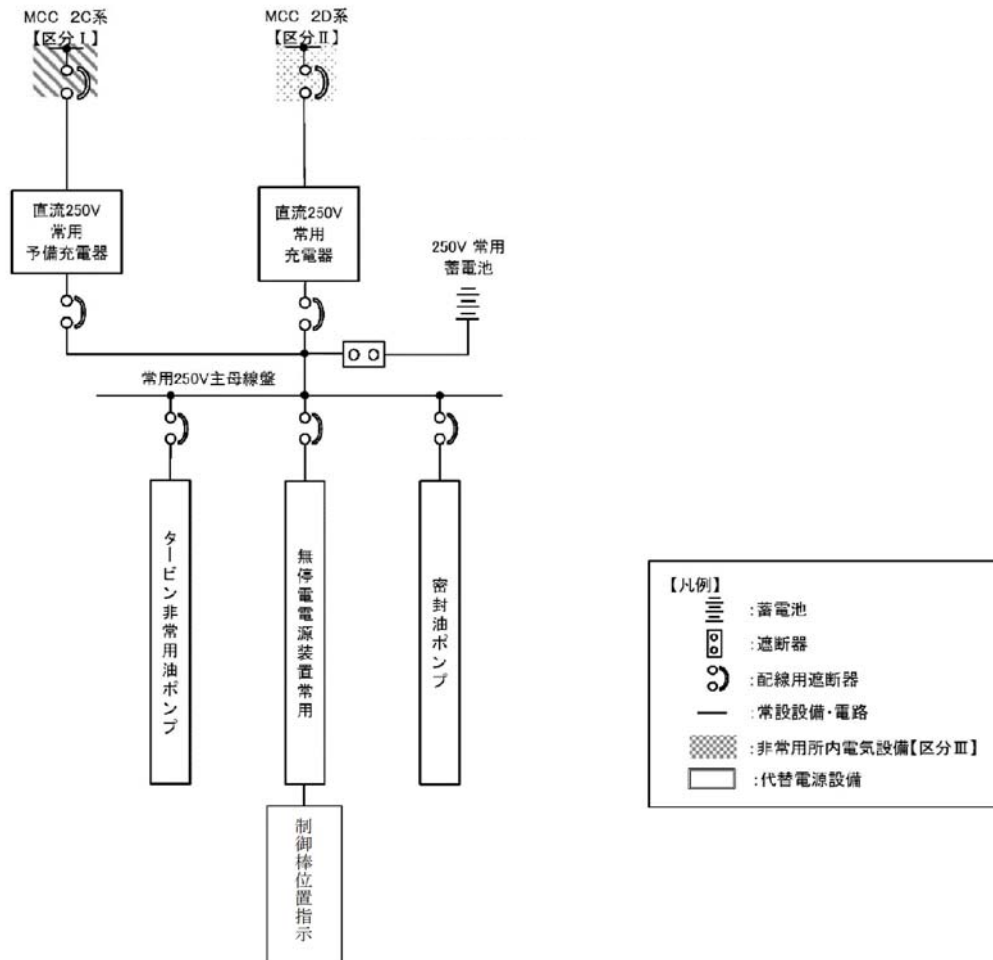 MCC 2C系
【区分Ⅰ】
MCC 2D系
【区分Ⅱ】
直流250V
常用
予備充電器
直流250V
常用
充電器
250V 常用
蓄電池
常用250V主母線盤
タービン非常用油ポンプ
無停電電源装置常用
密封油ポンプ
制御棒位置指示
【凡例】
:蓄電池
:遮断器
:配線用遮断器
:常設設備・電路
:非常用所内電気設備【区分Ⅲ】
:代替電源設備